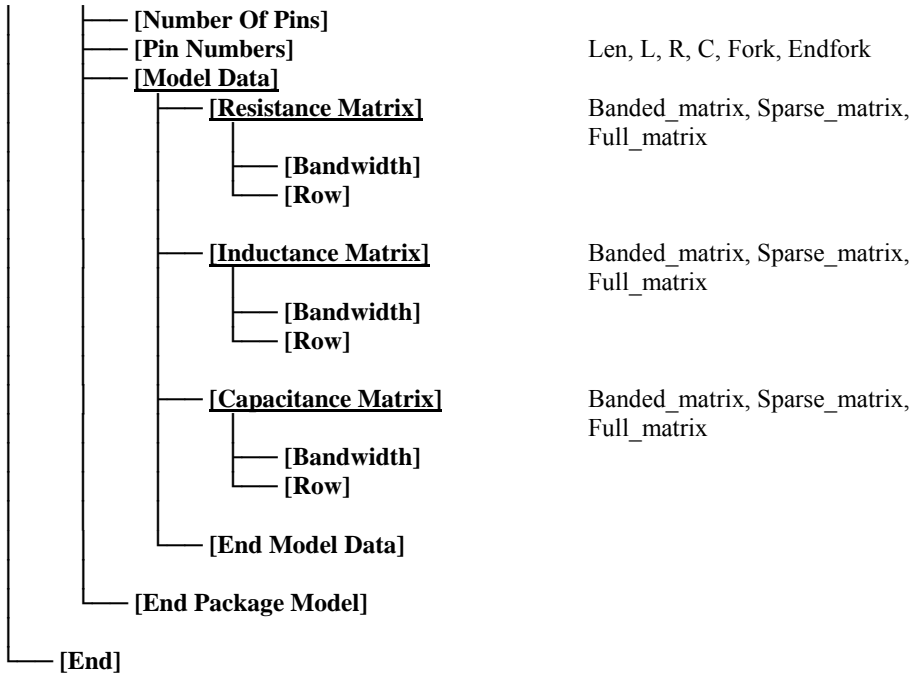 [Number Of Pins]
[Pin Numbers] Len, L, R, C, Fork, Endfork
[Model Data]
[Resistance Matrix] Banded_matrix, Sparse_matrix,
Full_matrix
[Bandwidth]
[Row]
[Inductance Matrix] Banded_matrix, Sparse_matrix,
Full_matrix
[Bandwidth]
[Row]
[Capacitance Matrix] Banded_matrix, Sparse_matrix,
Full_matrix
[Bandwidth]
[Row]
[End Model Data]
[End Package Model]
[End]